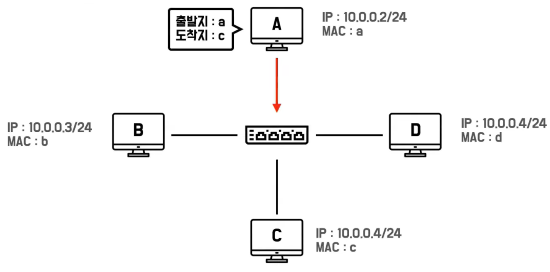 출발지 : a
도착지 : c
A
IP : 10.0.0.2/24
MAC : a
IP : 10.0.0.3/24
MAC : b
B
D
IP : 10.0.0.4/24
MAC : d
C
IP : 10.0.0.4/24
MAC : c